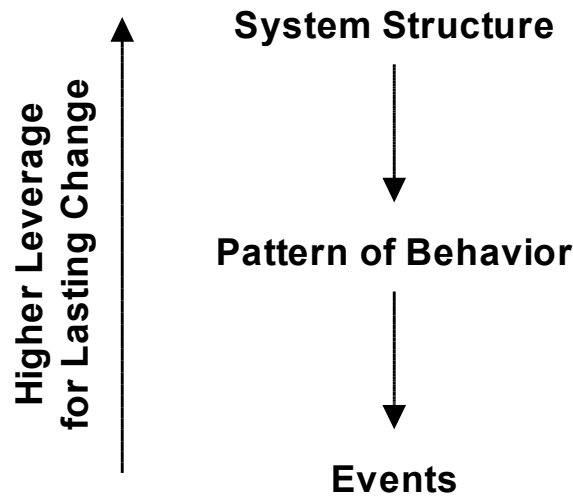 System Structure
Higher Leverage
for Lasting Change
Pattern of Behavior
Events